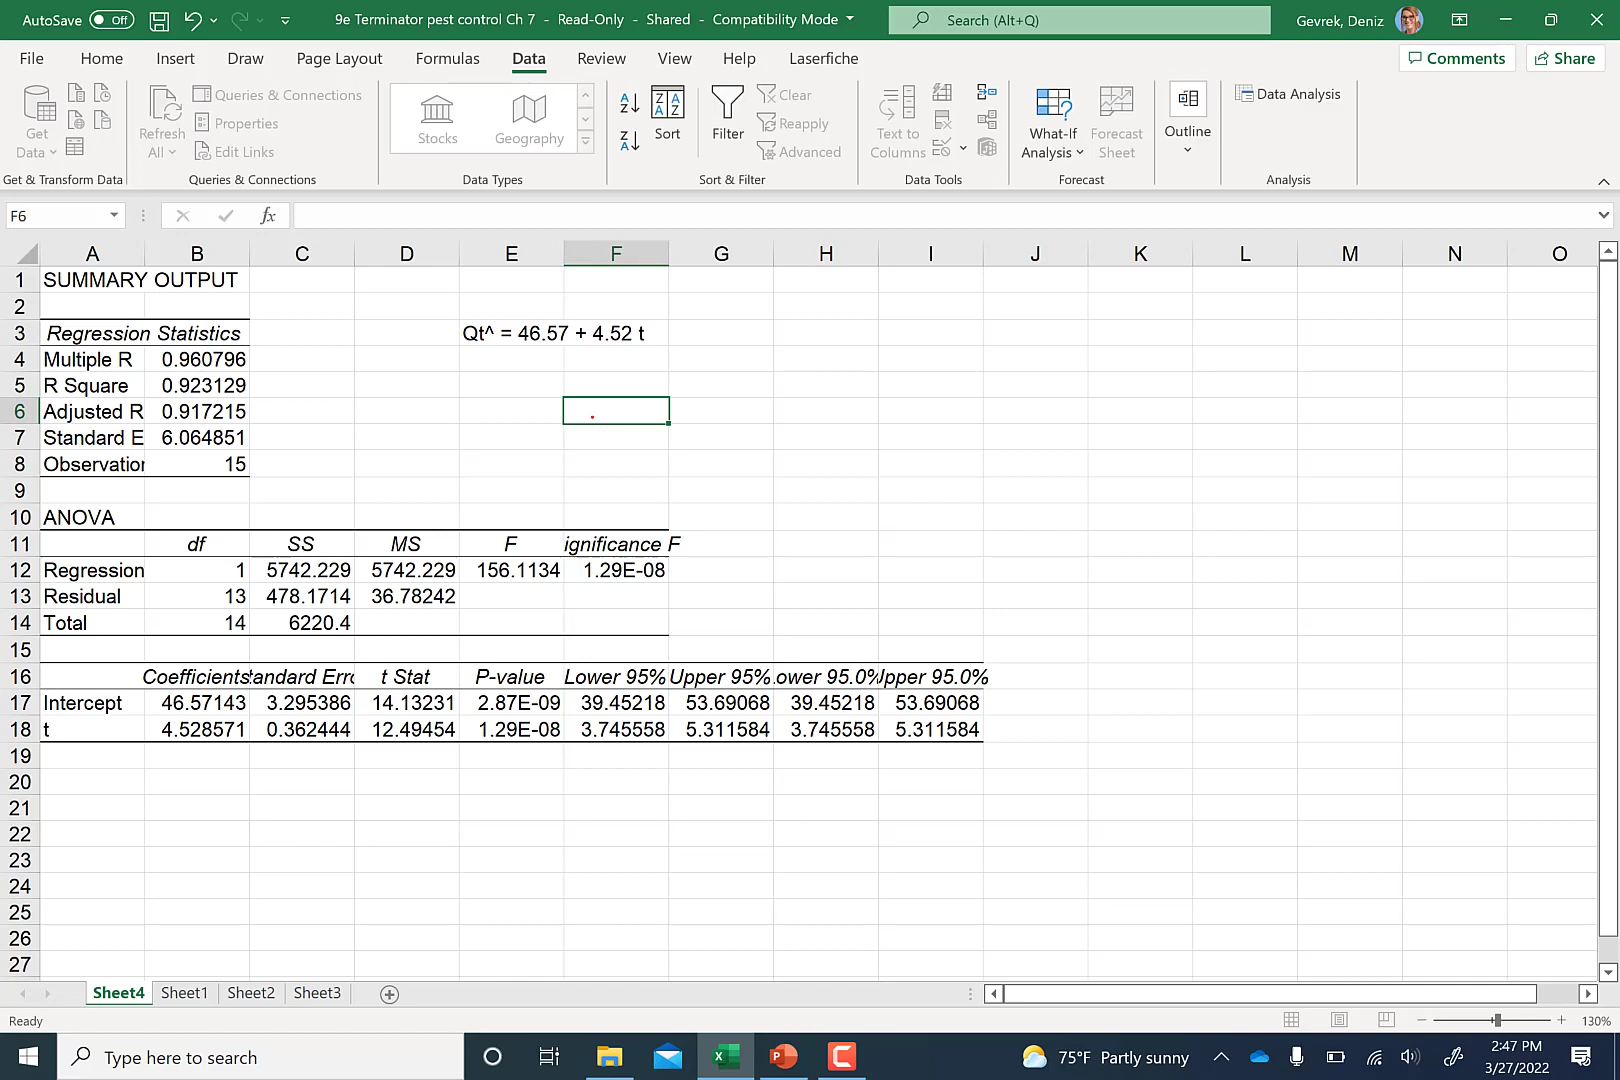 AutoSave Off 9e Terminator pest control Ch 7 - Read-Only - Shared - Compatibility Mode Search (Alt+Q) Gevrek, Deniz
File Home Insert Draw Page Layout Formulas Data Review View Help Laserfiche Comments Share
Get Data
Refresh All
Queries & Connections
Properties
Edit Links
Stocks
Geography
A Z
Z A
Z A A Z
Sort
Filter
Clear
Reapply
Advanced
Text to Columns
What-If Analysis
Forecast Sheet
Outline
Data Analysis
Get & Transform Data Queries & Connections Data Types Sort & Filter Data Tools Forecast Analysis
F6 fx
A B C D E F G H I J K L M N O
1 SUMMARY OUTPUT
2
3 Regression Statistics Qt^ = 46.57 + 4.52 t
4 Multiple R 0.960796
5 R Square 0.923129
6 Adjusted R 0.917215
7 Standard E 6.064851
8 Observation 15
9
10 ANOVA
11 df SS MS F ignificance F
12 Regression 1 5742.229 5742.229 156.1134 1.29E-08
13 Residual 13 478.1714 36.78242
14 Total 14 6220.4
15
16 Coefficients tandard Erro t Stat P-value Lower 95% Upper 95% ower 95.0% Upper 95.0%
17 Intercept 46.57143 3.295386 14.13231 2.87E-09 39.45218 53.69068 39.45218 53.69068
18 t 4.528571 0.362444 12.49454 1.29E-08 3.745558 5.311584 3.745558 5.311584
19
20
21
22
23
24
25
26
27
Sheet4 Sheet1 Sheet2 Sheet3
Ready 130%
Type here to search 75°F Partly sunny 2:47 PM
3/27/2022